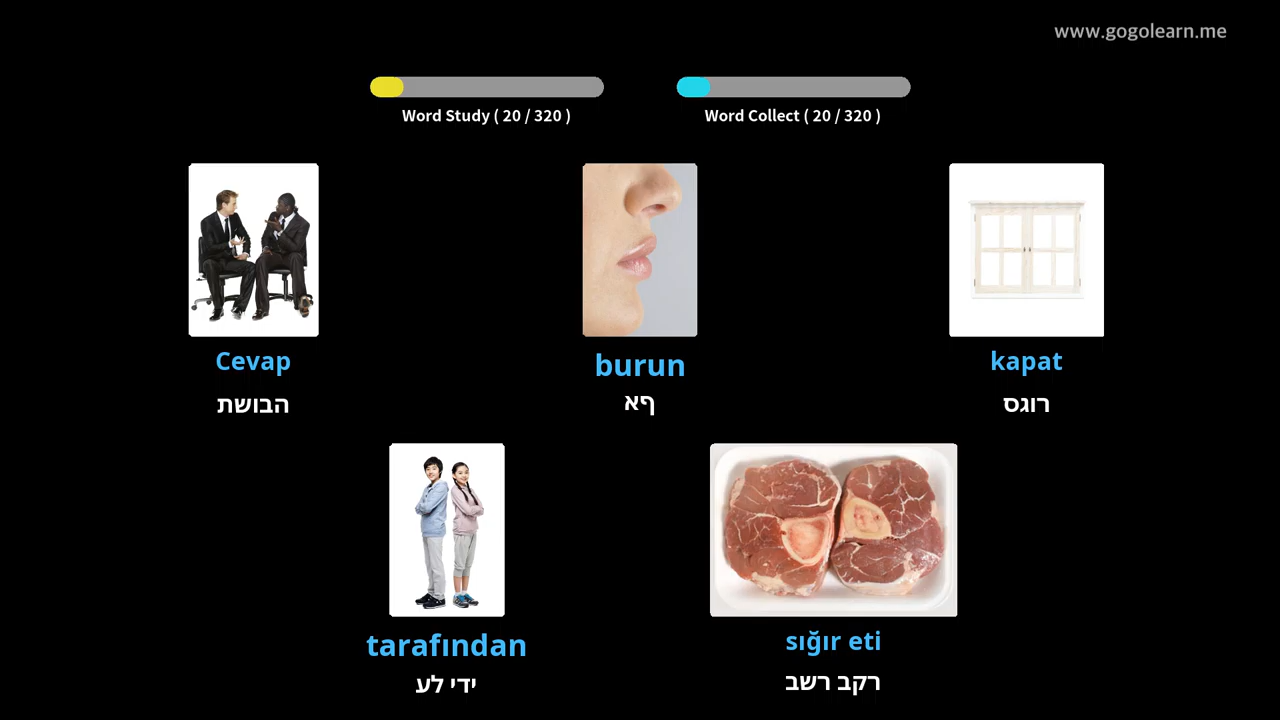 www.gogolearn.me
Word Study ( 20 / 320 )
Word Collect ( 20 / 320 )
Cevap
הבושת
burun
ףא
kapat
רוגס
tarafından
ידי לע
sığır eti
רקב רשב